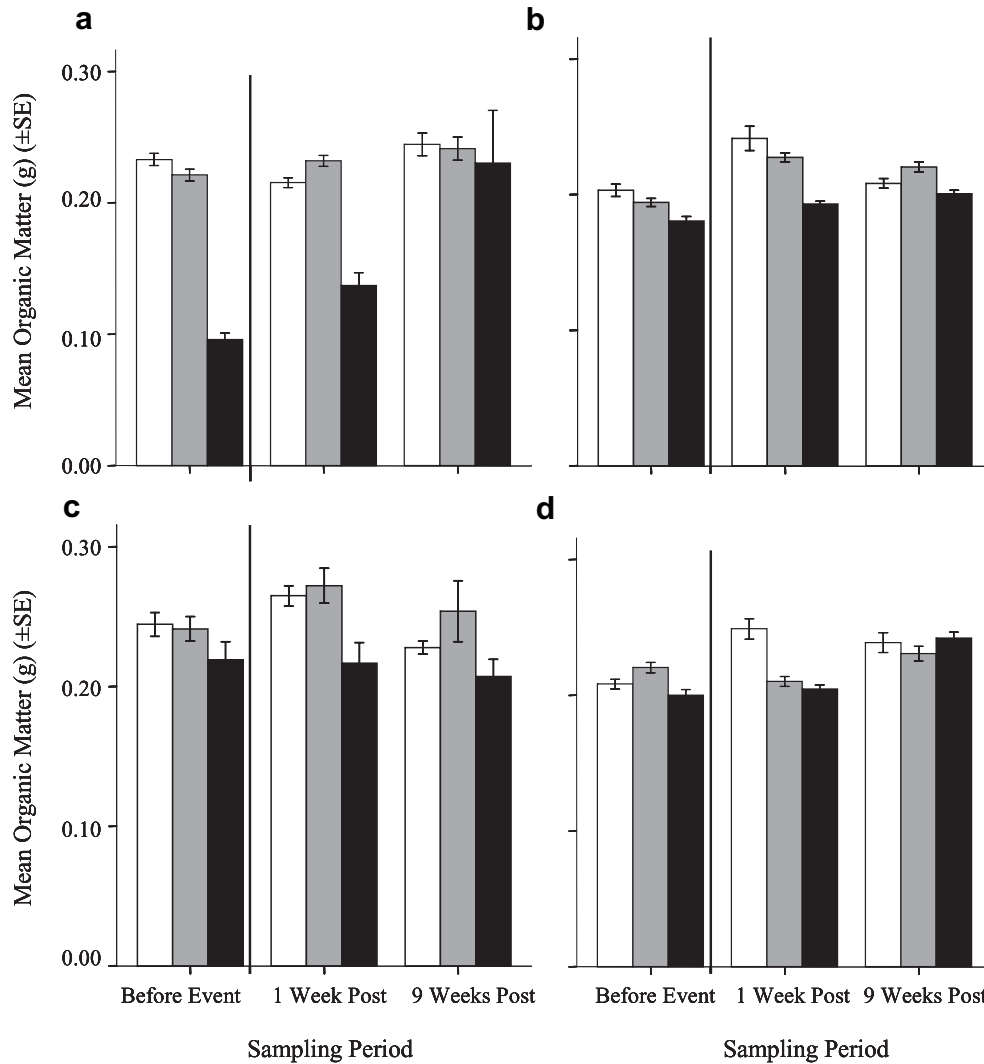 a
b
0.30
0.20
0.10
0.00
Mean Organic Matter (g) (±SE)
c
d
0.30
0.20
0.10
0.00
Mean Organic Matter (g) (±SE)
Before Event 1 Week Post 9 Weeks Post
Before Event 1 Week Post 9 Weeks Post
Sampling Period
Sampling Period